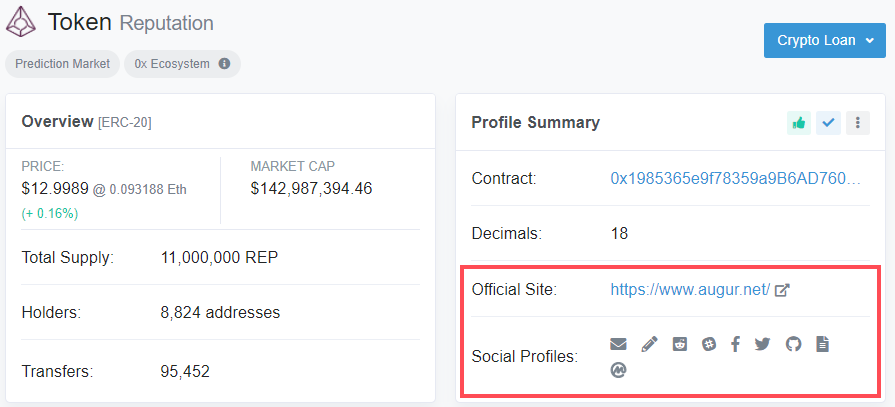 Token Reputation
Crypto Loan
Prediction Market
0x Ecosystem
Overview [ERC-20]
PRICE:
$12.9989 @ 0.093188 Eth
(+ 0.16%)
MARKET CAP
$142,987,394.46
Total Supply: 11,000,000 REP
Holders: 8,824 addresses
Transfers: 95,452
Profile Summary
Contract: 0x1985365e9f78359a9B6AD760...
Decimals: 18
Official Site: https://www.augur.net/
Social Profiles: